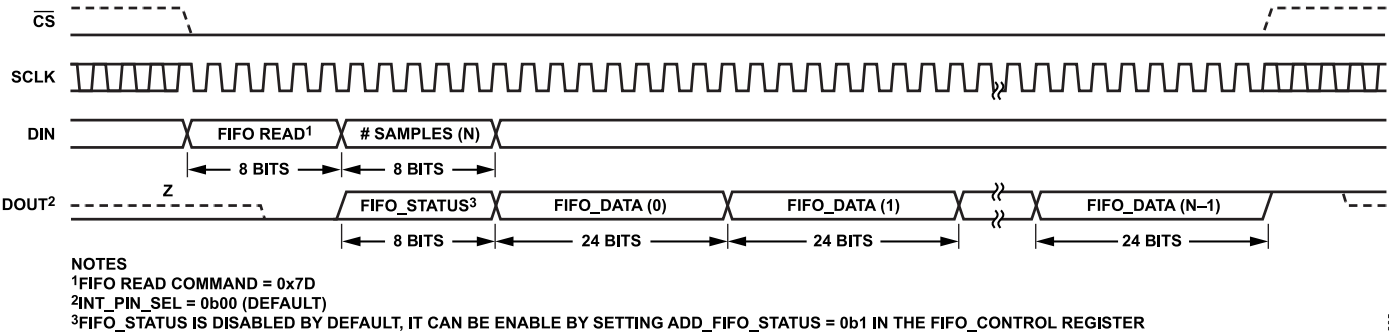 CS
SCLK
DIN
FIFO READ1
# SAMPLES (N)
8 BITS
8 BITS
Z
DOUT2
FIFO_STATUS3
FIFO_DATA (0)
FIFO_DATA (1)
FIFO_DATA (N–1)
8 BITS
24 BITS
24 BITS
24 BITS
NOTES
1FIFO READ COMMAND = 0x7D
2INT_PIN_SEL = 0b00 (DEFAULT)
3FIFO_STATUS IS DISABLED BY DEFAULT, IT CAN BE ENABLE BY SETTING ADD_FIFO_STATUS = 0b1 IN THE FIFO_CONTROL REGISTER